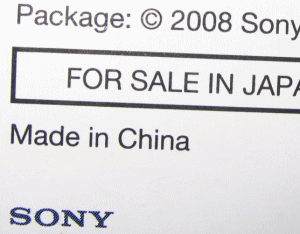 Package: © 2008 Sony
FOR SALE IN JAPA
Made in China
SONY